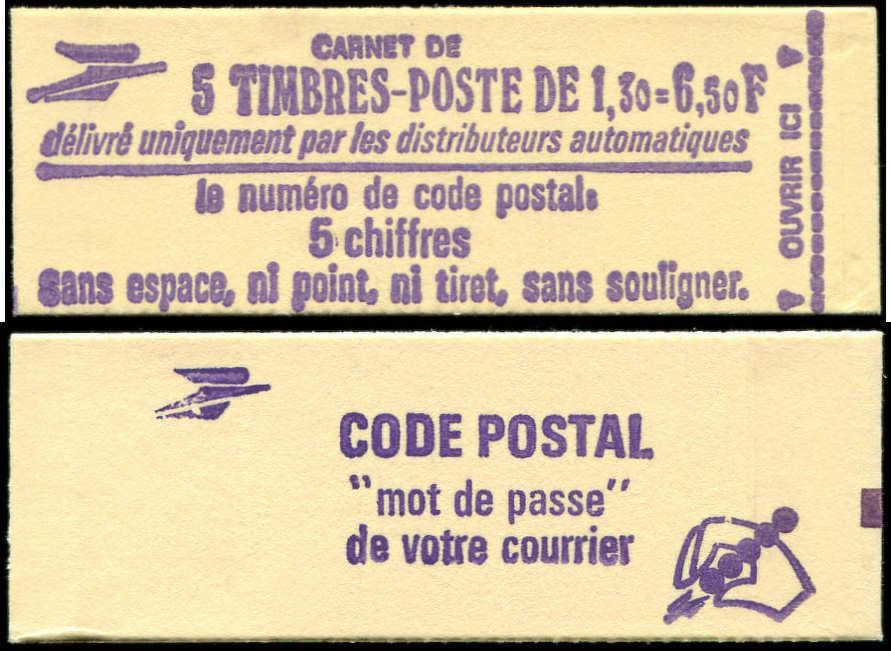 CARNET DE
5 TIMBRES-POSTE DE 1,30=6,50F
délivré uniquement par les distributeurs automatiques
le numéro de code postal:
5 chiffres
sans espace, ni point, ni tiret, sans souligner.
OUVRIR ICI
CODE POSTAL
"mot de passe"
de votre courrier